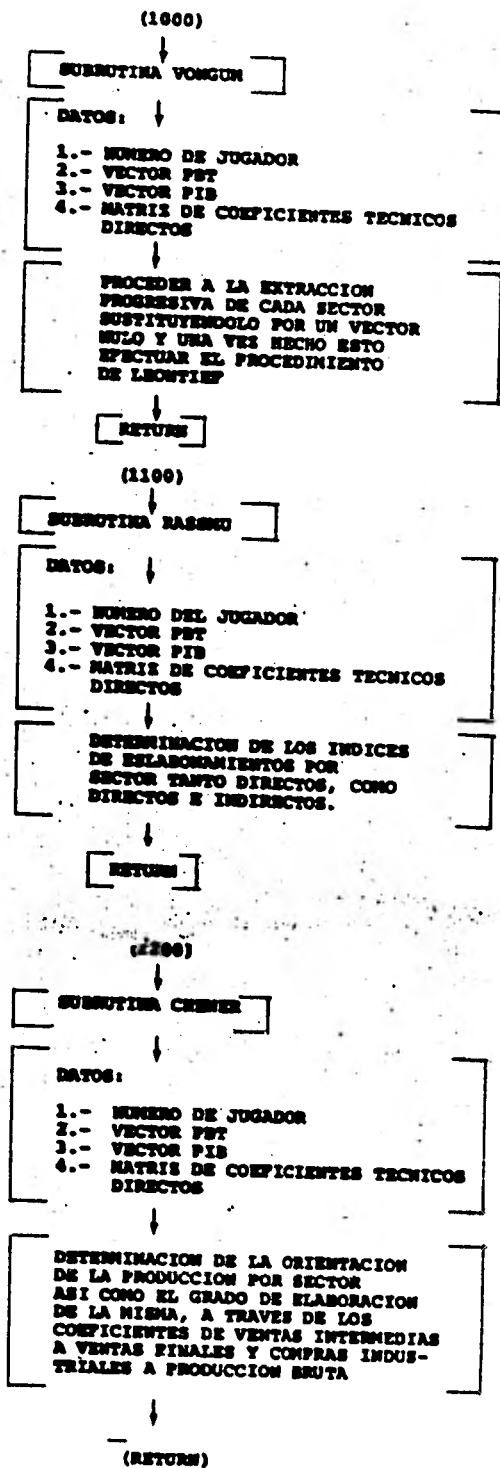 (1000)
SUBRUTINA VONGUM
DATOS:
1.- NUMERO DE JUGADOR
2.- VECTOR PBT
3.- VECTOR PIB
4.- MATRIZ DE COEFICIENTES TECNICOS
DIRECTOS
PROCEDER A LA EXTRACCION
PROGRESIVA DE CADA SECTOR
SUSTITUYENDOLO POR UN VECTOR
NULO Y UNA VEZ HECHO ESTO
EFECTUAR EL PROCEDIMIENTO
DE LEONTIEF
RETURN
(1100)
SUBRUTINA RASSMU
DATOS:
1.- NUMERO DEL JUGADOR
2.- VECTOR PBT
3.- VECTOR PIB
4.- MATRIZ DE COEFICIENTES TECNICOS
DIRECTOS
DETERMINACION DE LOS INDICES
DE ESLABONAMIENTOS POR
SECTOR TANTO DIRECTOS, COMO
DIRECTOS E INDIRECTOS.
RETURN
SUBRUTINA CHENER
DATOS:
1.- NUMERO DE JUGADOR
2.- VECTOR PBT
3.- VECTOR PIB
4.- MATRIZ DE COEFICIENTES TECNICOS
DIRECTOS
DETERMINACION DE LA ORIENTACION
DE LA PRODUCCION POR SECTOR
ASI COMO EL GRADO DE ELABORACION
DE LA MISMA, A TRAVES DE LOS
COEFICIENTES DE VENTAS INTERMEDIAS
A VENTAS FINALES Y COMPRAS INDUS-
TRIALES A PRODUCCION BRUTA
(RETURN)